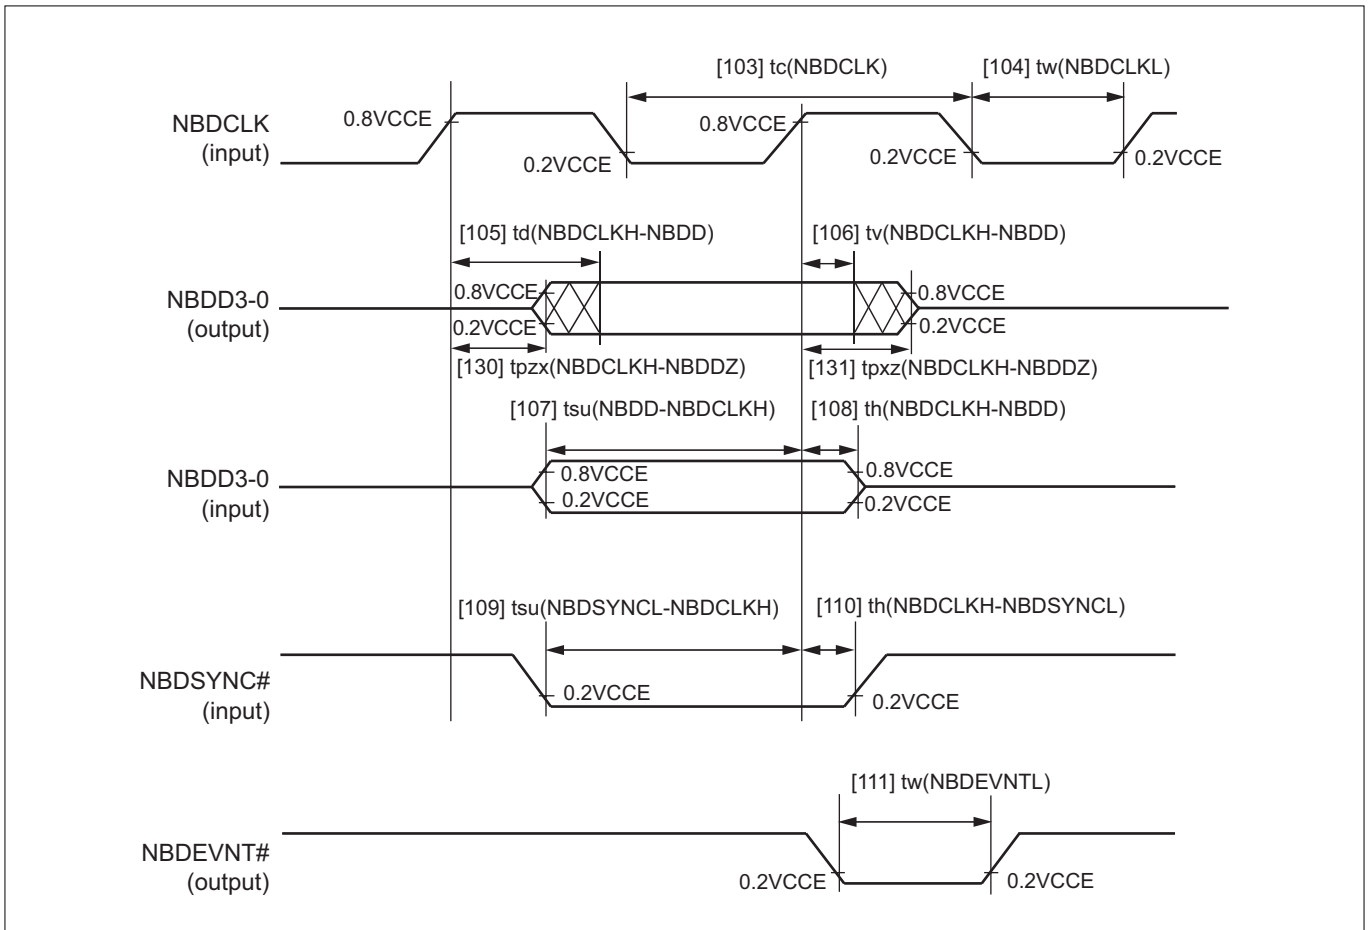 [103] tc(NBDCLK)
[104] tw(NBDCLKL)
NBDCLK
(input)
0.8VCCE
0.2VCCE
0.8VCCE
0.2VCCE
0.2VCCE
[105] td(NBDCLKH-NBDD)
[106] tv(NBDCLKH-NBDD)
NBDD3-0
(output)
0.8VCCE
0.2VCCE
0.8VCCE
0.2VCCE
[130] tpzx(NBDCLKH-NBDDZ)
[131] tpxz(NBDCLKH-NBDDZ)
[107] tsu(NBDD-NBDCLKH)
[108] th(NBDCLKH-NBDD)
NBDD3-0
(input)
0.8VCCE
0.2VCCE
0.8VCCE
0.2VCCE
[109] tsu(NBDSYNCL-NBDCLKH)
[110] th(NBDCLKH-NBDSYNCL)
NBDSYNC#
(input)
0.2VCCE
0.2VCCE
[111] tw(NBDEVNTL)
NBDEVNT#
(output)
0.2VCCE
0.2VCCE